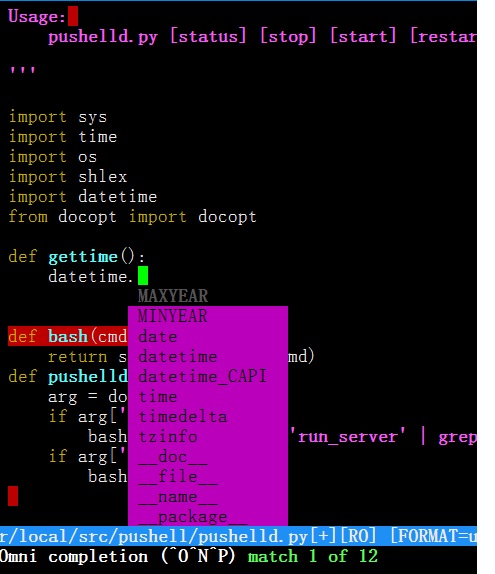 Usage:
pushelld.py [status] [stop] [start] [restar
'''
import sys
import time
import os
import shlex
import datetime
from docopt import docopt
def gettime():
datetime.
MAXYEAR
MINYEAR
def bash(cmd date
return s datetime md)
def pushelld datetime_CAPI
arg = do time
if arg[' timedelta
bash tzinfo 'run_server' | grep
if arg[' __doc__
bash __file__
__name__
__package__
r/local/src/pushell/pushelld.py[+][RO] [FORMAT=u
Omni completion (^O^N^P) match 1 of 12